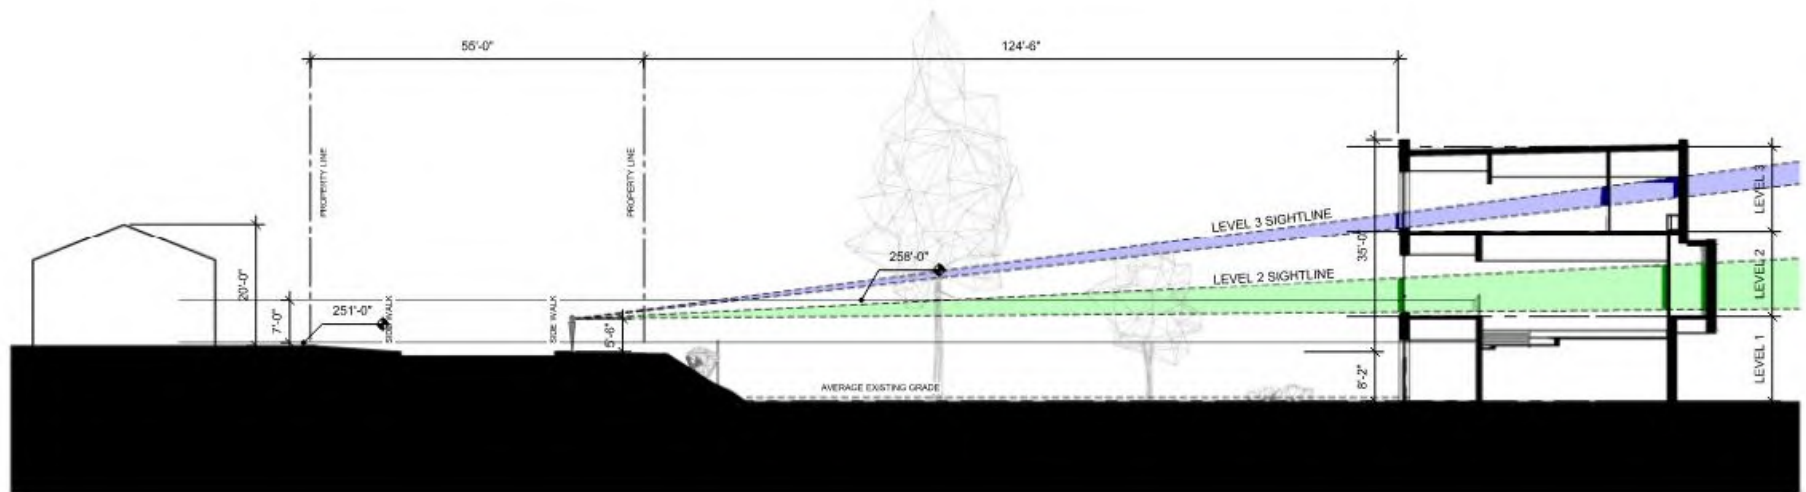 55'-0"
124'-6"
PROPERTY LINE
PROPERTY LINE
LEVEL 3
LEVEL 3 SIGHTLINE
35'-0
258'-0"
LEVEL 2 SIGHTLINE
LEVEL 2
20'-0"
7'-0"
251'-0"
SIDE WALK
SIDE WALK
5'-6"
LEVEL 1
8'-2"
AVERAGE EXISTING GRADE